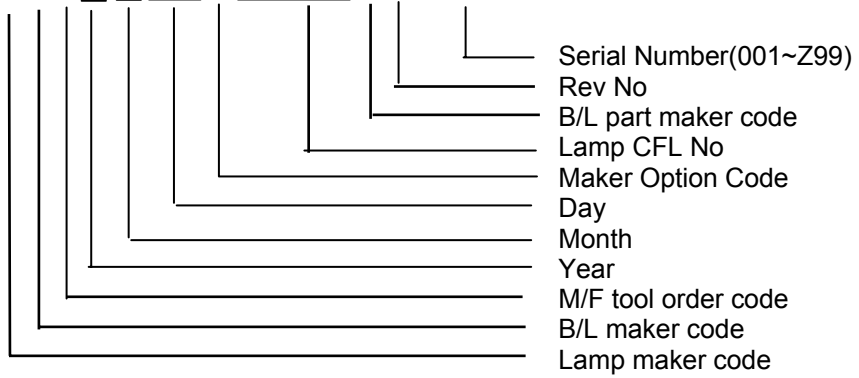 Serial Number(001~Z99)
Rev No
B/L part maker code
Lamp CFL No
Maker Option Code
Day
Month
Year
M/F tool order code
B/L maker code
Lamp maker code